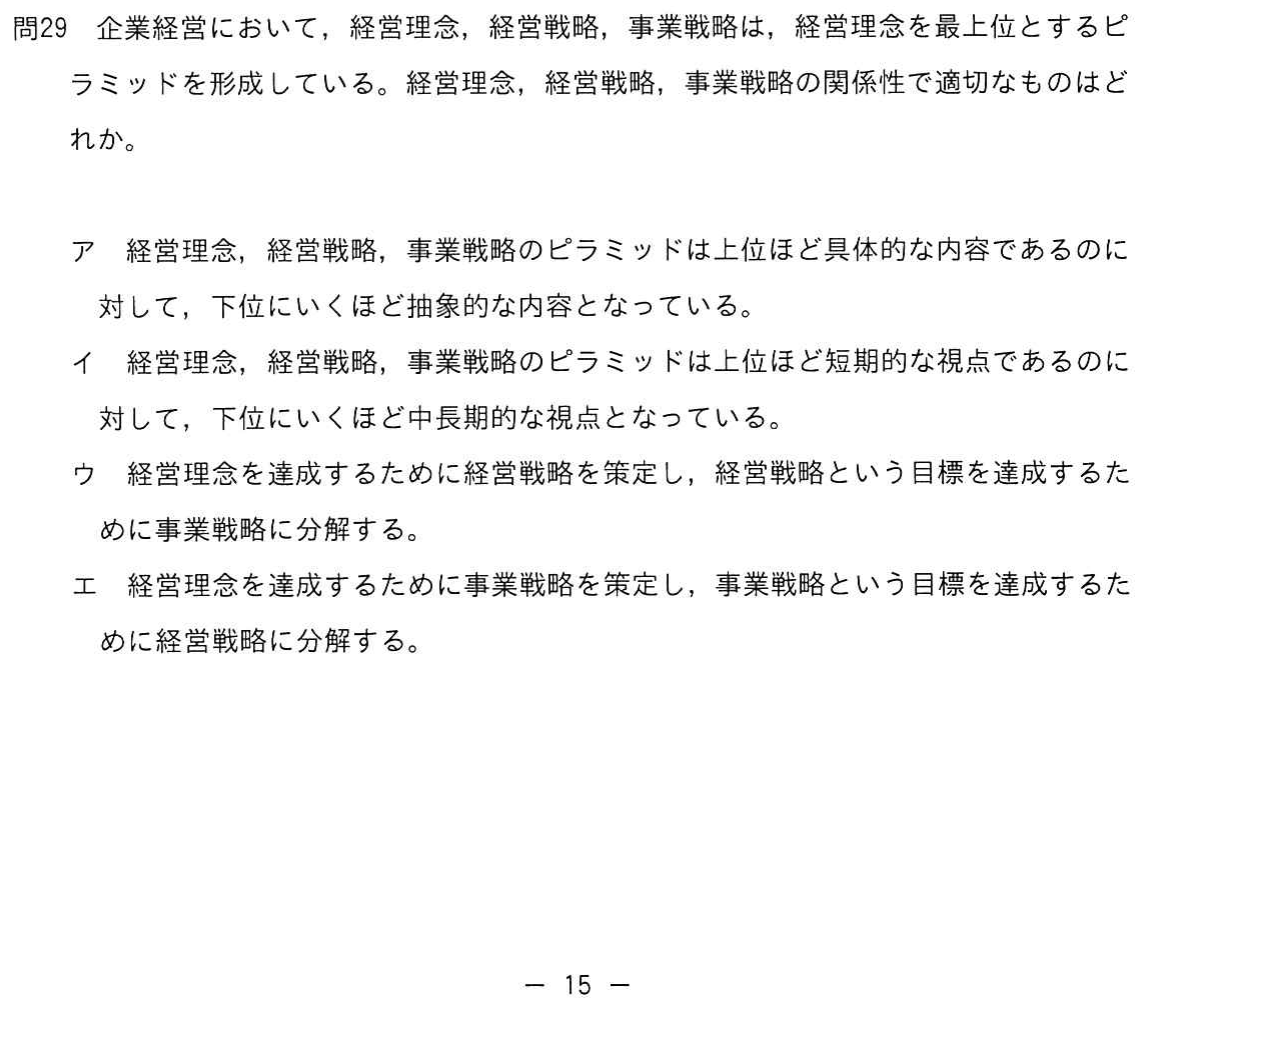 問29　企業経営において，経営理念，経営戦略，事業戦略は，経営理念を最上位とするピ
ラミッドを形成している。経営理念，経営戦略，事業戦略の関係性で適切なものはど
れか。
ア　経営理念，経営戦略，事業戦略のピラミッドは上位ほど具体的な内容であるのに
対して，下位にいくほど抽象的な内容となっている。
イ　経営理念，経営戦略，事業戦略のピラミッドは上位ほど短期的な視点であるのに
対して，下位にいくほど中長期的な視点となっている。
ウ　経営理念を達成するために経営戦略を策定し，経営戦略という目標を達成するた
めに事業戦略に分解する。
エ　経営理念を達成するために事業戦略を策定し，事業戦略という目標を達成するた
めに経営戦略に分解する。
－ 15 －